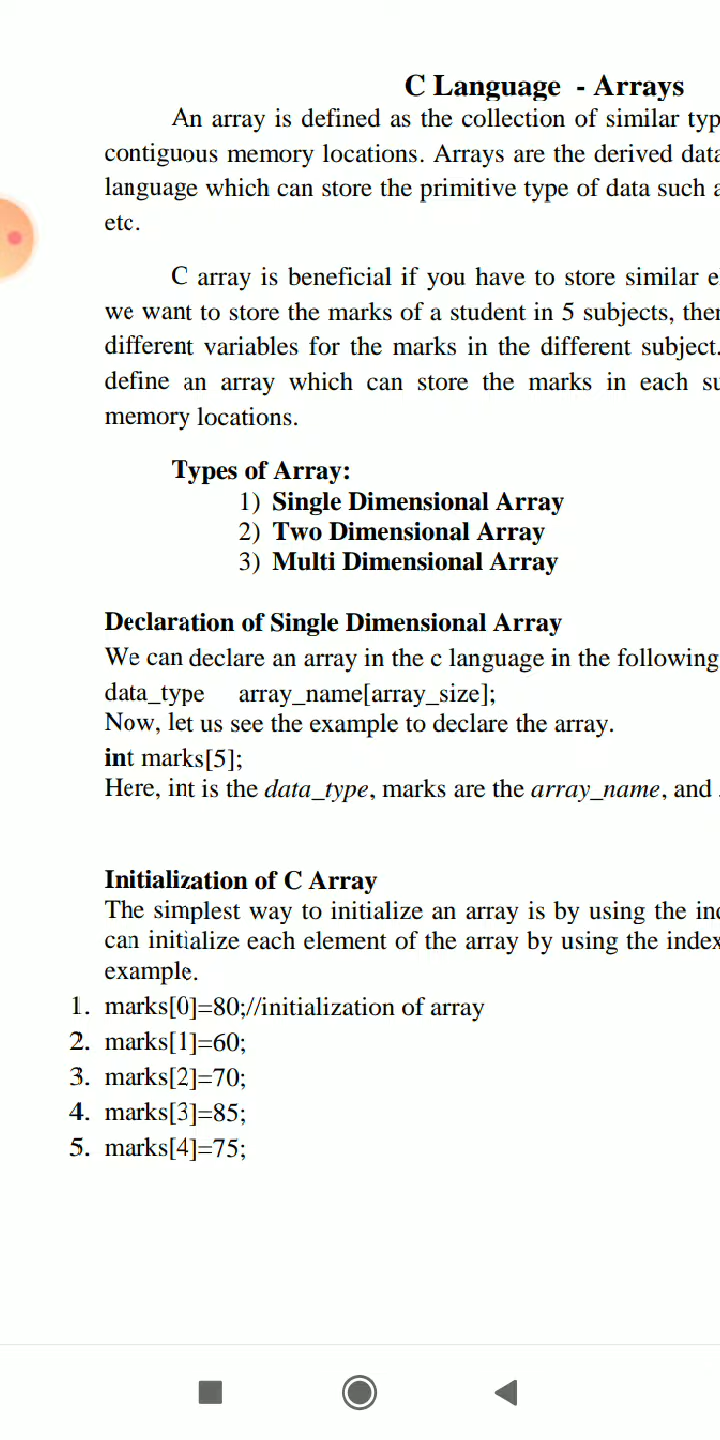 C Language - Arrays
An array is defined as the collection of similar
contiguous memory locations. Arrays are the derived data
language which can store the primitive type of data such
etc.
C array is beneficial if you have to store similar
we want to store the marks of a student in 5 subjects,
different variables for the marks in the different subject.
define an array which can store the marks in each
memory locations.
Types of Array:
1) Single Dimensional Array
2) Two Dimensional Array
3) Multi Dimensional Array
Declaration of Single Dimensional Array
We can declare an array in the c language in the following
data_type array_name[array_size];
Now, let us see the example to declare the array.
int marks[5];
Here, int is the data_type, marks are the array_name, and
Initialization of C Array
The simplest way to initialize an array is by using the
can initialize each element of the array by using the index
example.
1. marks[0]=80;//initialization of array
2. marks[1]=60;
3. marks[2]=70;
4. marks[3]=85;
5. marks[4]=75;